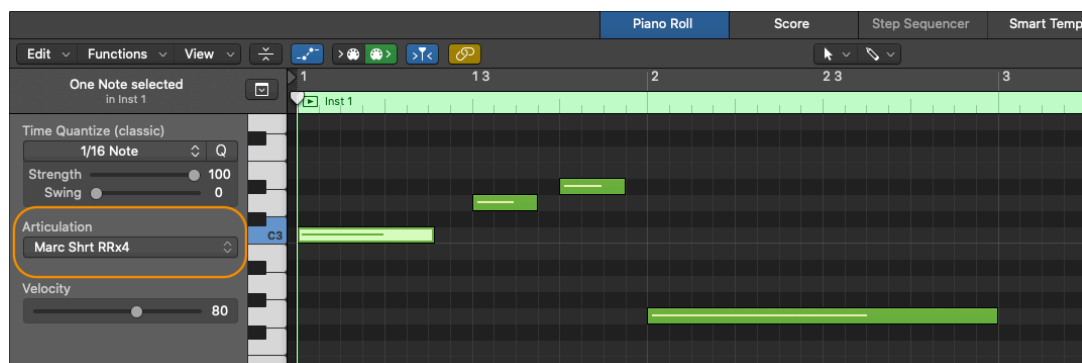 Piano Roll Score Step Sequencer Smart Temp
Edit Functions View
One Note selected
in Inst 1
1 1 3 2 2 3 3
Inst 1
Time Quantize (classic)
1/16 Note Q
Strength 100
Swing 0
Articulation
Marc Shrt RRx4
C3
Velocity
80